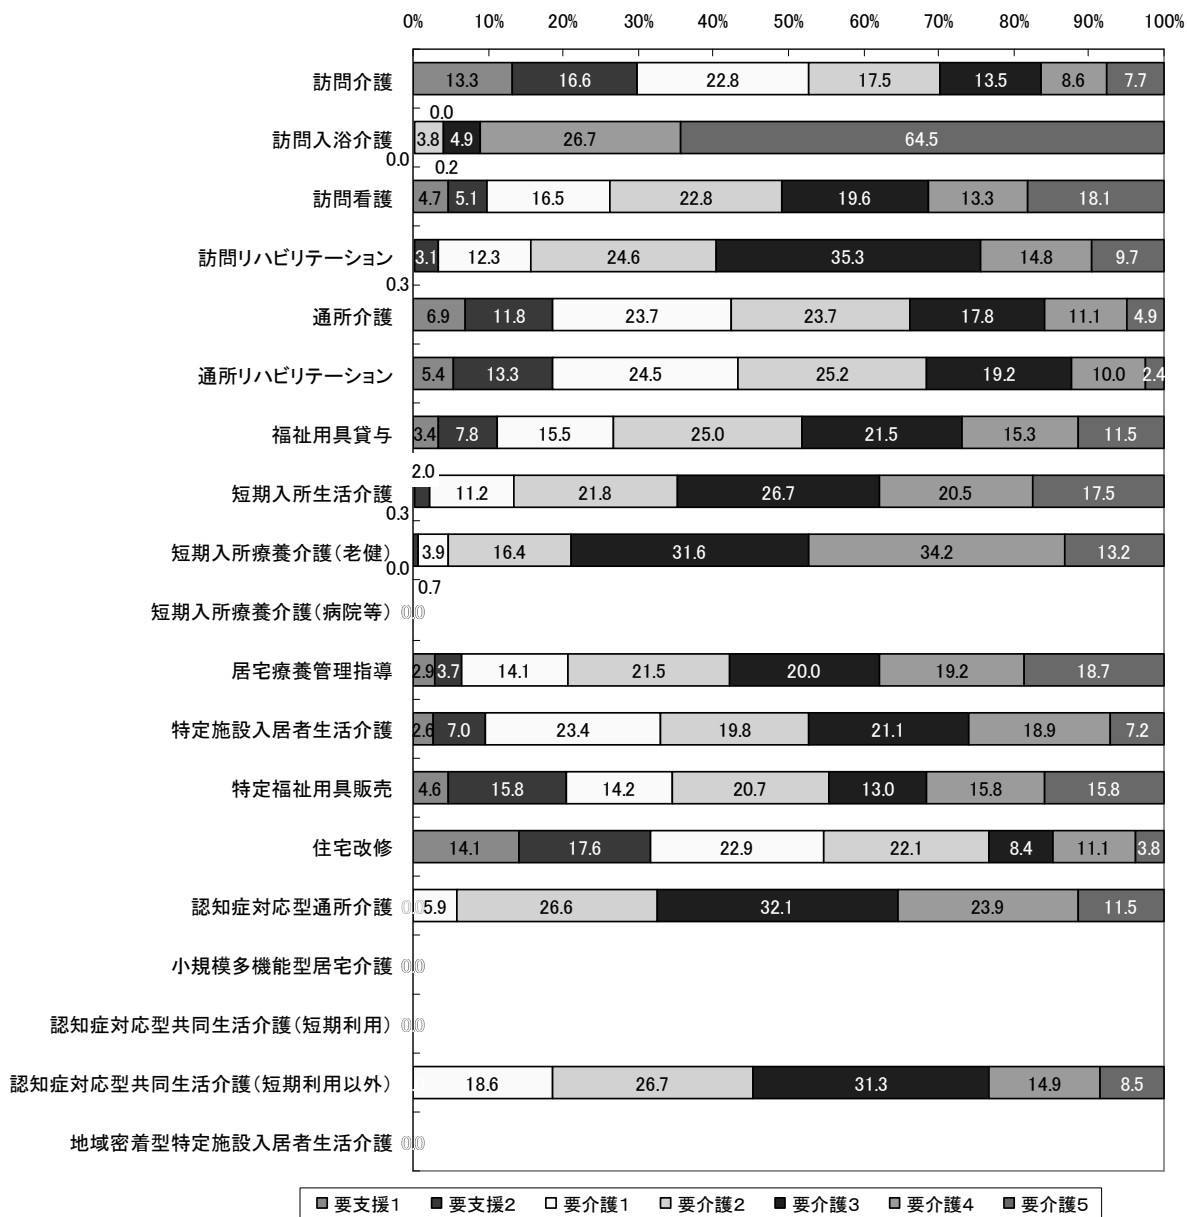 0% 10% 20% 30% 40% 50% 60% 70% 80% 90% 100%
訪問介護 13.3 16.6 22.8 17.5 13.5 8.6 7.7
0.0
訪問入浴介護 3.8 4.9 26.7 64.5
0.0 0.2
訪問看護 4.7 5.1 16.5 22.8 19.6 13.3 18.1
訪問リハビリテーション 3.1 12.3 24.6 35.3 14.8 9.7
0.3
通所介護 6.9 11.8 23.7 23.7 17.8 11.1 4.9
通所リハビリテーション 5.4 13.3 24.5 25.2 19.2 10.0 2.4
福祉用具貸与 3.4 7.8 15.5 25.0 21.5 15.3 11.5
2.0
短期入所生活介護 11.2 21.8 26.7 20.5 17.5
0.3
短期入所療養介護(老健) 3.9 16.4 31.6 34.2 13.2
0.0 0.7
短期入所療養介護(病院等) 0.0
居宅療養管理指導 2.9 3.7 14.1 21.5 20.0 19.2 18.7
特定施設入居者生活介護 2.6 7.0 23.4 19.8 21.1 18.9 7.2
特定福祉用具販売 4.6 15.8 14.2 20.7 13.0 15.8 15.8
住宅改修 14.1 17.6 22.9 22.1 8.4 11.1 3.8
認知症対応型通所介護 0.0 5.9 26.6 32.1 23.9 11.5
小規模多機能型居宅介護 0.0
認知症対応型共同生活介護(短期利用) 0.0
認知症対応型共同生活介護(短期利用以外) 18.6 26.7 31.3 14.9 8.5
地域密着型特定施設入居者生活介護 0.0
要支援1 要支援2 要介護1 要介護2 要介護3 要介護4 要介護5